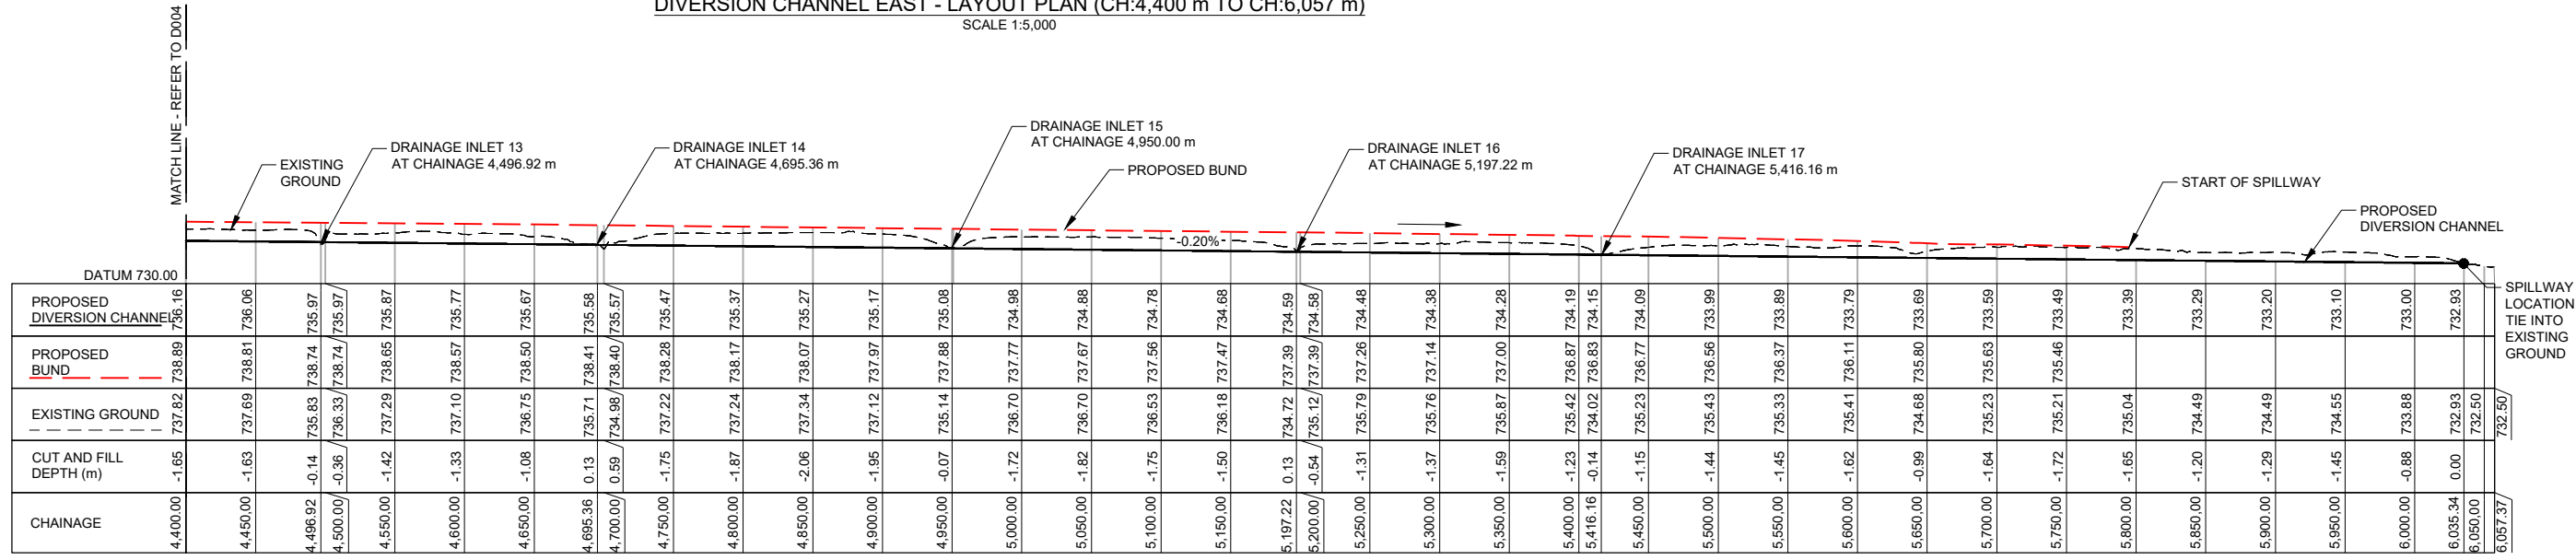 DIVERSION CHANNEL EAST - LAYOUT PLAN (CH:4,400 m TO CH:6,057 m)
SCALE 1:5,000
MATCH LINE - REFER TO D004
EXISTING
GROUND
DRAINAGE INLET 13
AT CHAINAGE 4,496.92 m
DRAINAGE INLET 14
AT CHAINAGE 4,695.36 m
DRAINAGE INLET 15
AT CHAINAGE 4,950.00 m
PROPOSED BUND
DRAINAGE INLET 16
AT CHAINAGE 5,197.22 m
DRAINAGE INLET 17
AT CHAINAGE 5,416.16 m
START OF SPILLWAY
PROPOSED
DIVERSION CHANNEL
-0.20%
DATUM 730.00
SPILLWAY
LOCATION
TIE INTO
EXISTING
GROUND
PROPOSED
DIVERSION CHANNEL
736.16 736.06 735.97 735.97 735.87 735.77 735.67 735.58 735.57 735.47 735.37 735.27 735.17 735.08 734.98 734.88 734.78 734.68 734.59 734.58 734.48 734.38 734.28 734.19 734.15 734.09 733.99 733.89 733.79 733.69 733.59 733.49 733.39 733.29 733.20 733.10 733.00 732.93
PROPOSED
BUND
738.89 738.81 738.74 738.74 738.65 738.57 738.50 738.41 738.40 738.28 738.17 738.07 737.97 737.88 737.77 737.67 737.56 737.47 737.39 737.39 737.26 737.14 737.00 736.87 736.83 736.77 736.56 736.37 736.11 735.80 735.63 735.46
EXISTING GROUND
737.82 737.69 735.83 736.33 737.29 737.10 736.75 735.71 734.98 737.22 737.24 737.34 737.12 735.14 736.70 736.70 736.53 736.18 734.72 735.12 735.79 735.76 735.87 735.42 734.02 735.23 735.43 735.33 735.41 734.68 735.23 735.21 735.04 734.49 734.49 734.55 733.88 732.93 732.50 732.50
CUT AND FILL
DEPTH (m)
-1.65 -1.63 -0.14 -0.36 -1.42 -1.33 -1.08 0.13 0.59 -1.75 -1.87 -2.06 -1.95 -0.07 -1.72 -1.82 -1.75 -1.50 0.13 -0.54 -1.31 -1.37 -1.59 -1.23 -0.14 -1.15 -1.44 -1.45 -1.62 -0.99 -1.64 -1.72 -1.65 -1.20 -1.29 -1.45 -0.88 0.00
CHAINAGE
4,400.00 4,450.00 4,496.92 4,500.00 4,550.00 4,600.00 4,650.00 4,695.36 4,700.00 4,750.00 4,800.00 4,850.00 4,900.00 4,950.00 5,000.00 5,050.00 5,100.00 5,150.00 5,197.22 5,200.00 5,250.00 5,300.00 5,350.00 5,400.00 5,416.16 5,450.00 5,500.00 5,550.00 5,600.00 5,650.00 5,700.00 5,750.00 5,800.00 5,850.00 5,900.00 5,950.00 6,000.00 6,035.34 6,050.00 6,057.37